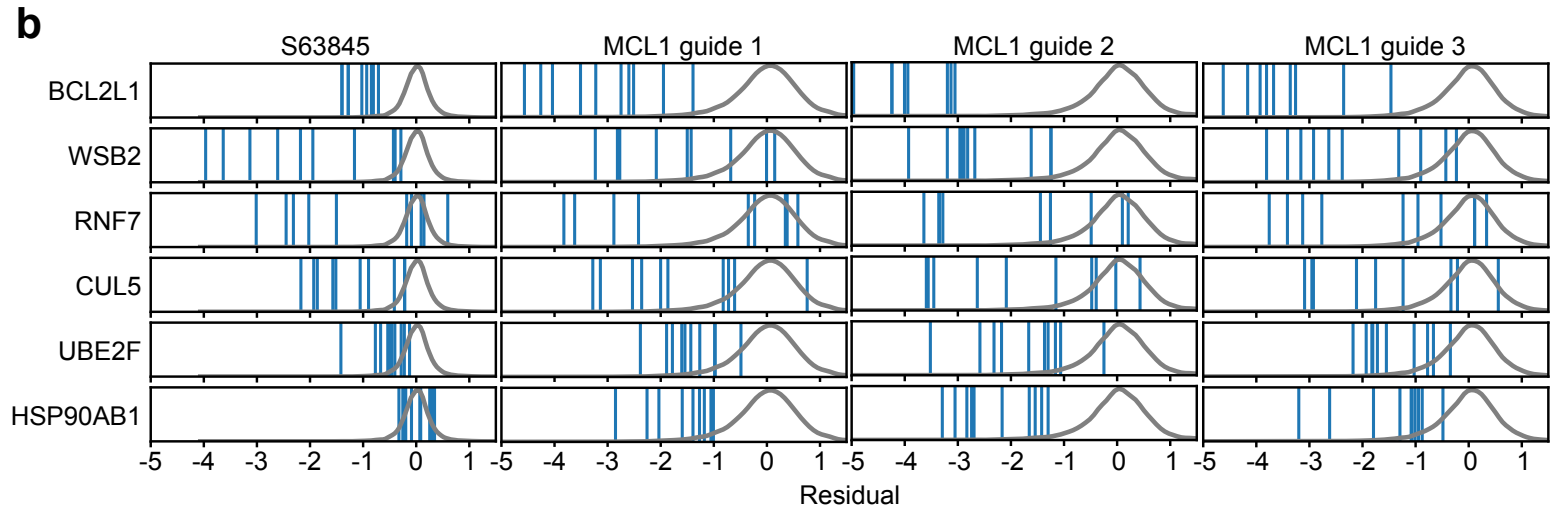 b
S63845 MCL1 guide 1 MCL1 guide 2 MCL1 guide 3
BCL2L1
WSB2
RNF7
CUL5
UBE2F
HSP90AB1
-5 -4 -3 -2 -1 0 1 -5 -4 -3 -2 -1 0 1 -5 -4 -3 -2 -1 0 1 -5 -4 -3 -2 -1 0 1
Residual